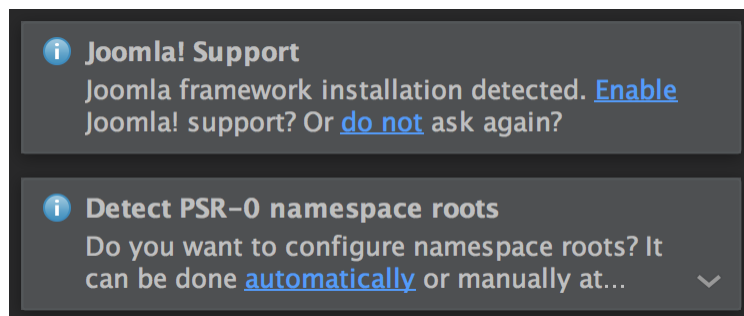 Joomla! Support
Joomla framework installation detected. Enable
Joomla! support? Or do not ask again?
Detect PSR-0 namespace roots
Do you want to configure namespace roots? It
can be done automatically or manually at...